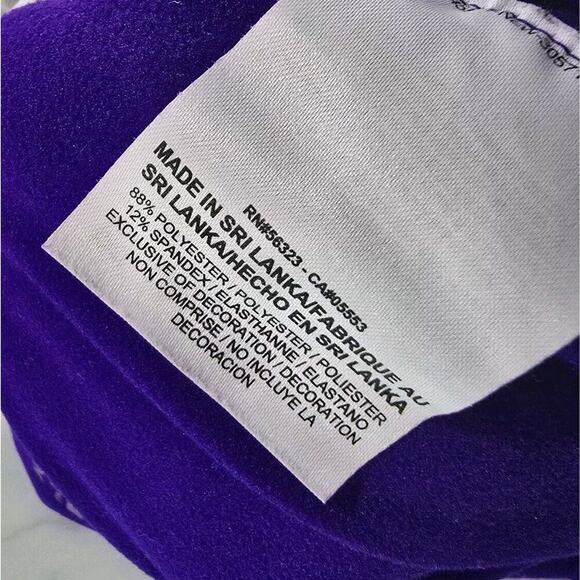 RN#56323 - CA#05553
MADE IN SRI LANKA/FABRIQUE AU
SRI LANKA/HECHO EN SRI LANKA
88% POLYESTER / POLYESTER / POLIESTER
12% SPANDEX / ELASTHANNE / ELASTANO
EXCLUSIVE OF DECORATION / DECORATION
NON COMPRISE / NO INCLUYE LA
DECORACION